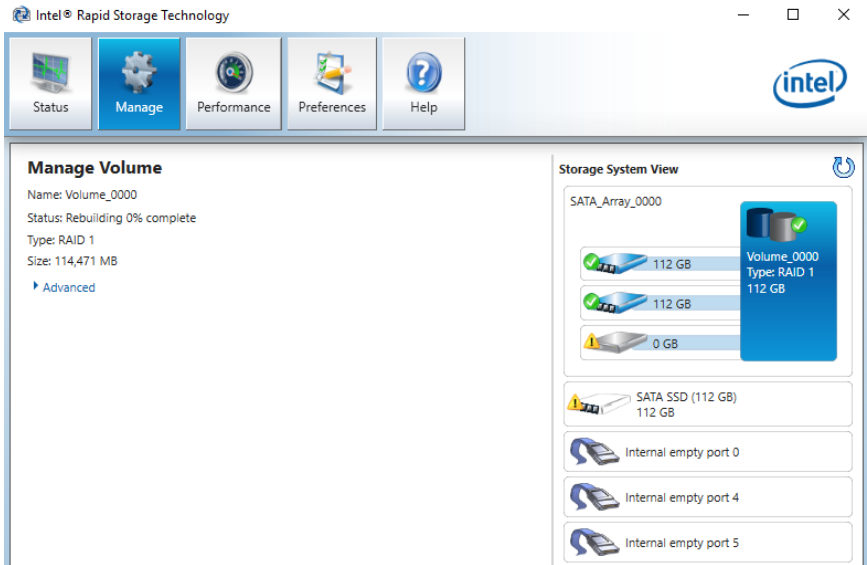 Intel® Rapid Storage Technology
Status
Manage
Performance
Preferences
Help
intel
Manage Volume
Name: Volume_0000
Status: Rebuilding 0% complete
Type: RAID 1
Size: 114,471 MB
Advanced
Storage System View
SATA_Array_0000
112 GB
112 GB
0 GB
Volume_0000
Type: RAID 1
112 GB
SATA SSD (112 GB)
112 GB
Internal empty port 0
Internal empty port 4
Internal empty port 5